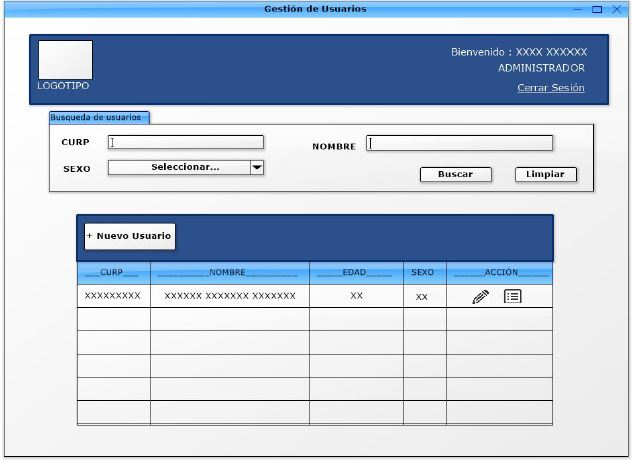 Gestión de Usuarios
Bienvenido : XXXX XXXXXX
ADMINISTRADOR
LOGOTIPO
Cerrar Sesión
Busqueda de usuarios
CURP
NOMBRE
SEXO
Seleccionar...
Buscar
Limpiar
+ Nuevo Usuario
___CURP___ __________NOMBRE__________ _____EDAD_____ SEXO ______ACCIÓN______
XXXXXXXXX XXXXXX XXXXXXX XXXXXXX XX XX